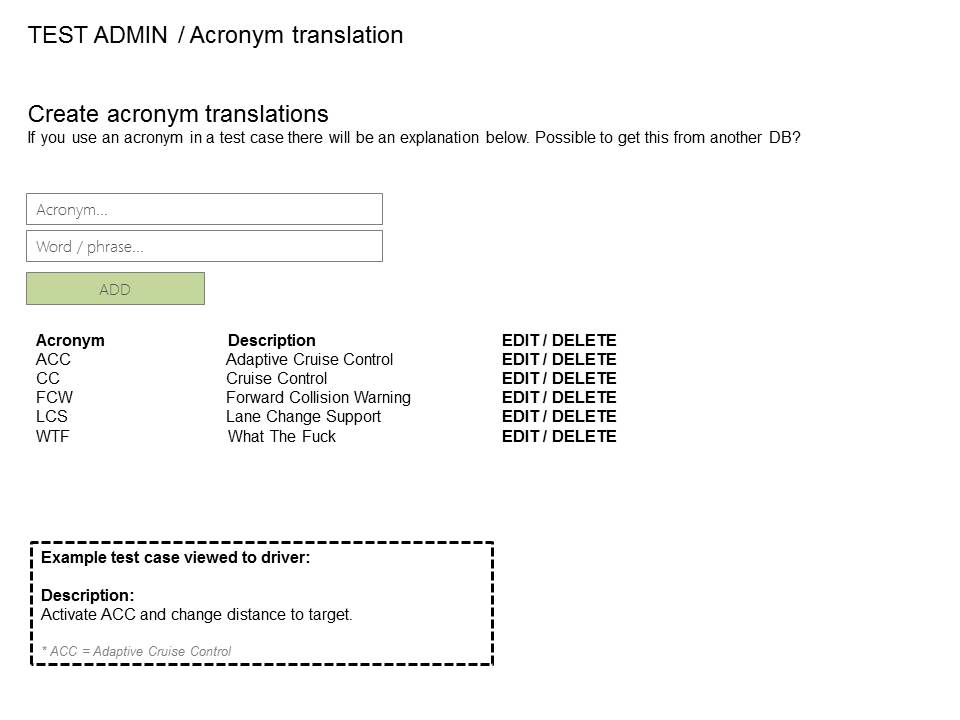 TEST ADMIN / Acronym translation
Create acronym translations
If you use an acronym in a test case there will be an explanation below. Possible to get this from another DB?
Acronym...
Word / phrase...
ADD
Acronym Description EDIT / DELETE
ACC Adaptive Cruise Control EDIT / DELETE
CC Cruise Control EDIT / DELETE
FCW Forward Collision Warning EDIT / DELETE
LCS Lane Change Support EDIT / DELETE
WTF What The Fuck EDIT / DELETE
Example test case viewed to driver:
Description:
Activate ACC and change distance to target.
* ACC = Adaptive Cruise Control